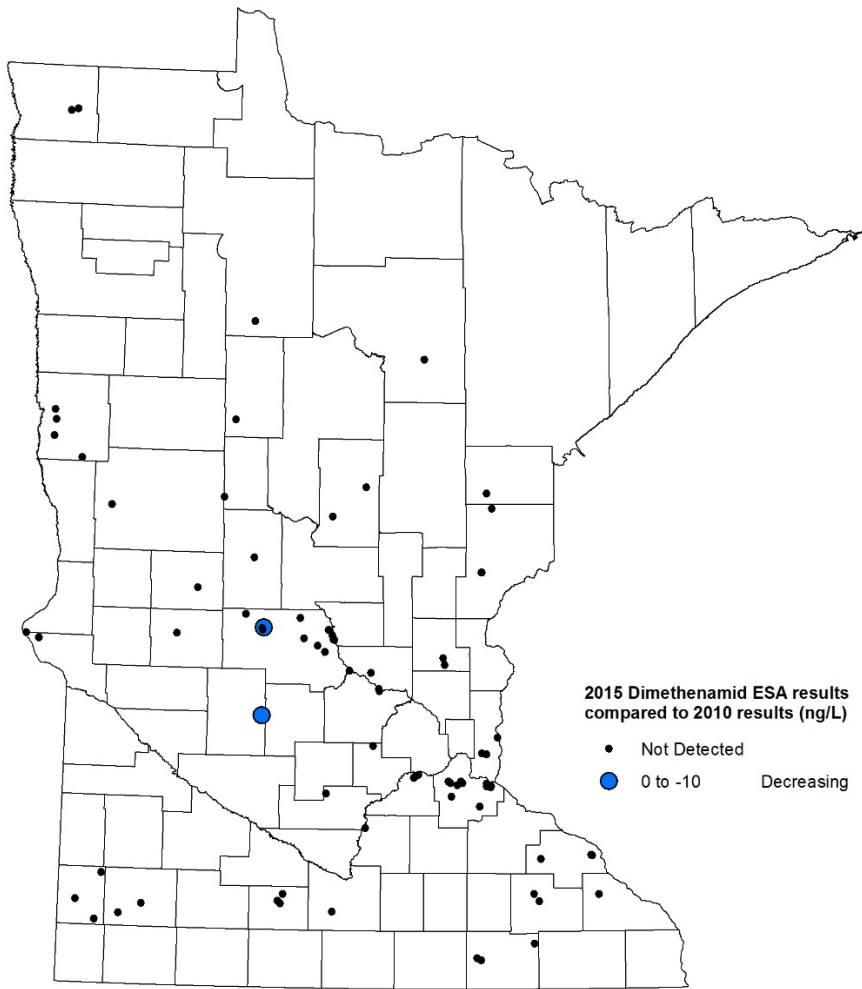 2015 Dimethenamid ESA results
compared to 2010 results (ng/L)
Not Detected
0 to -10 Decreasing